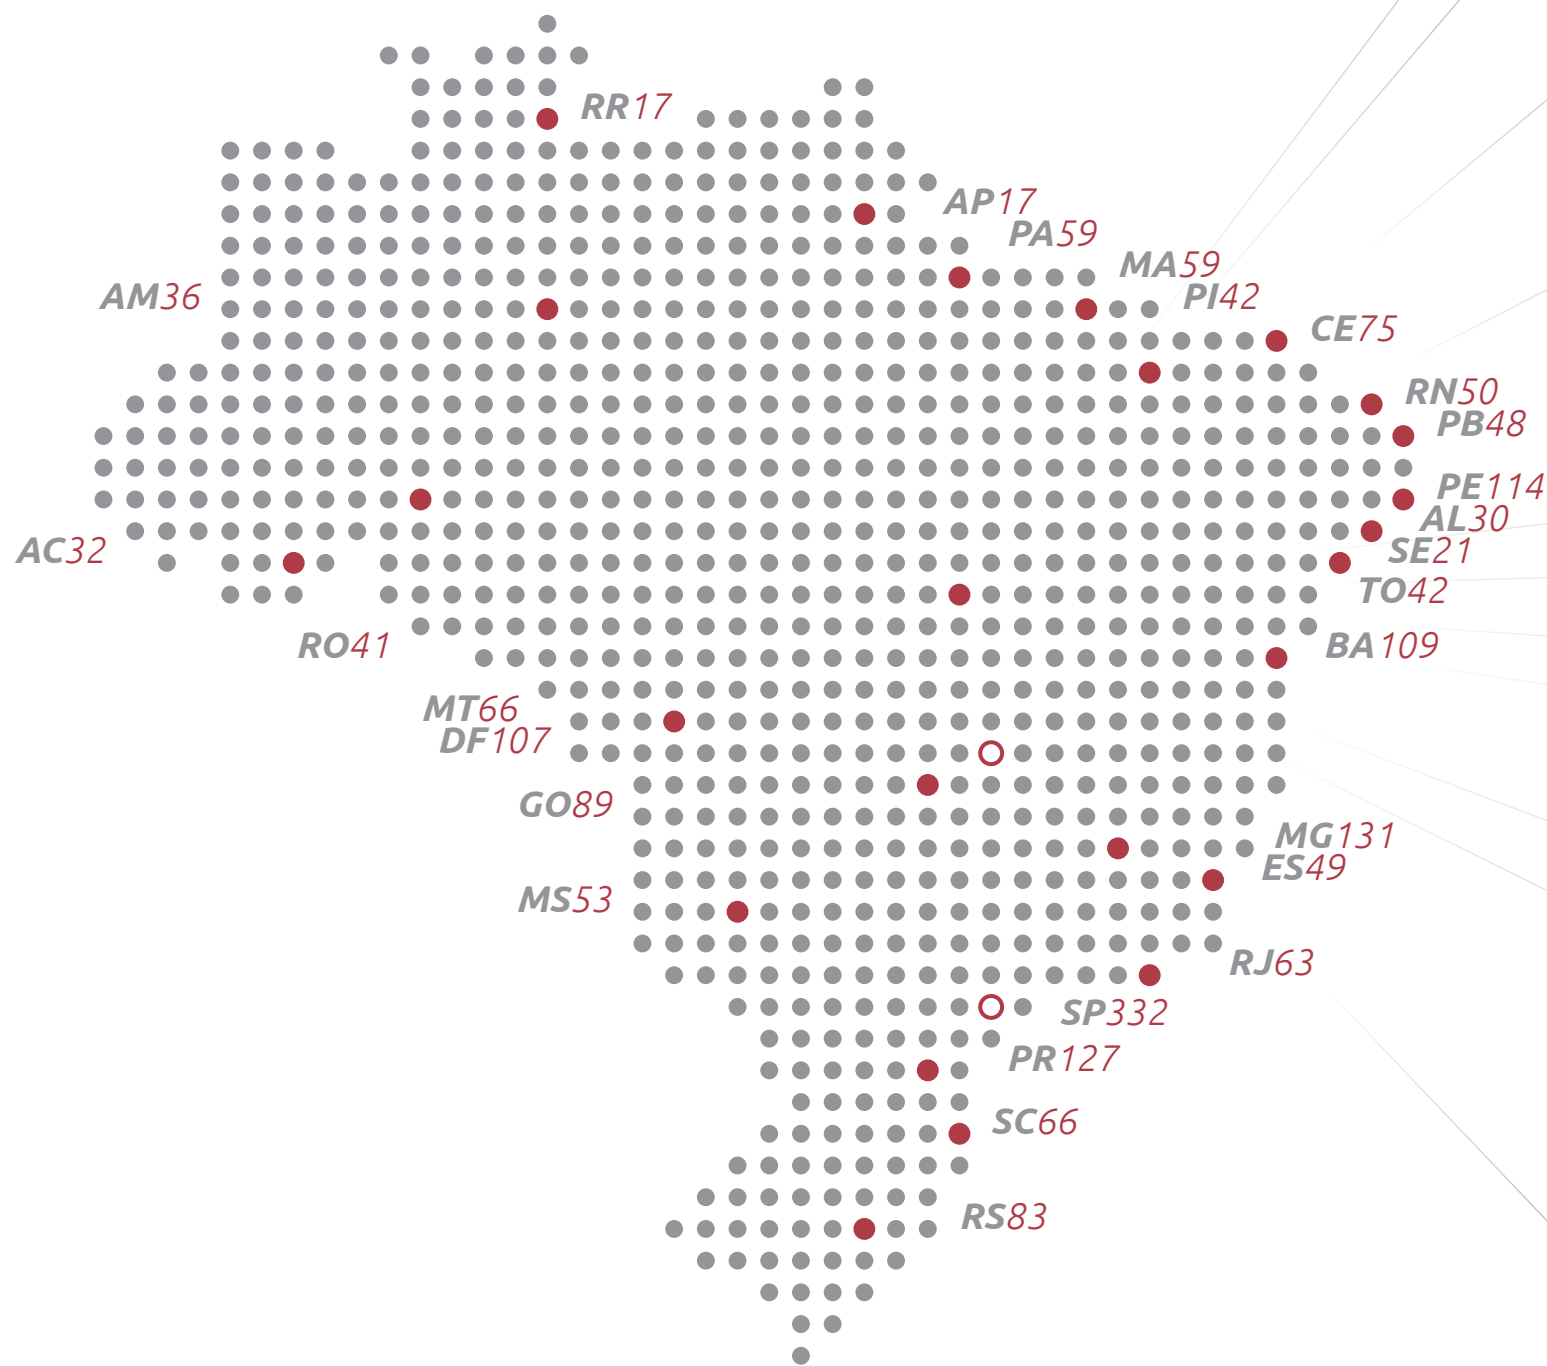 RR17
AP17
PA59
MA59
AM36
PI42
CE75
RN50
PB48
PE114
AL30
AC32
SE21
TO42
RO41
BA109
MT66
DF107
GO89
MG131
ES49
MS53
RJ63
SP332
PR127
SC66
RS83